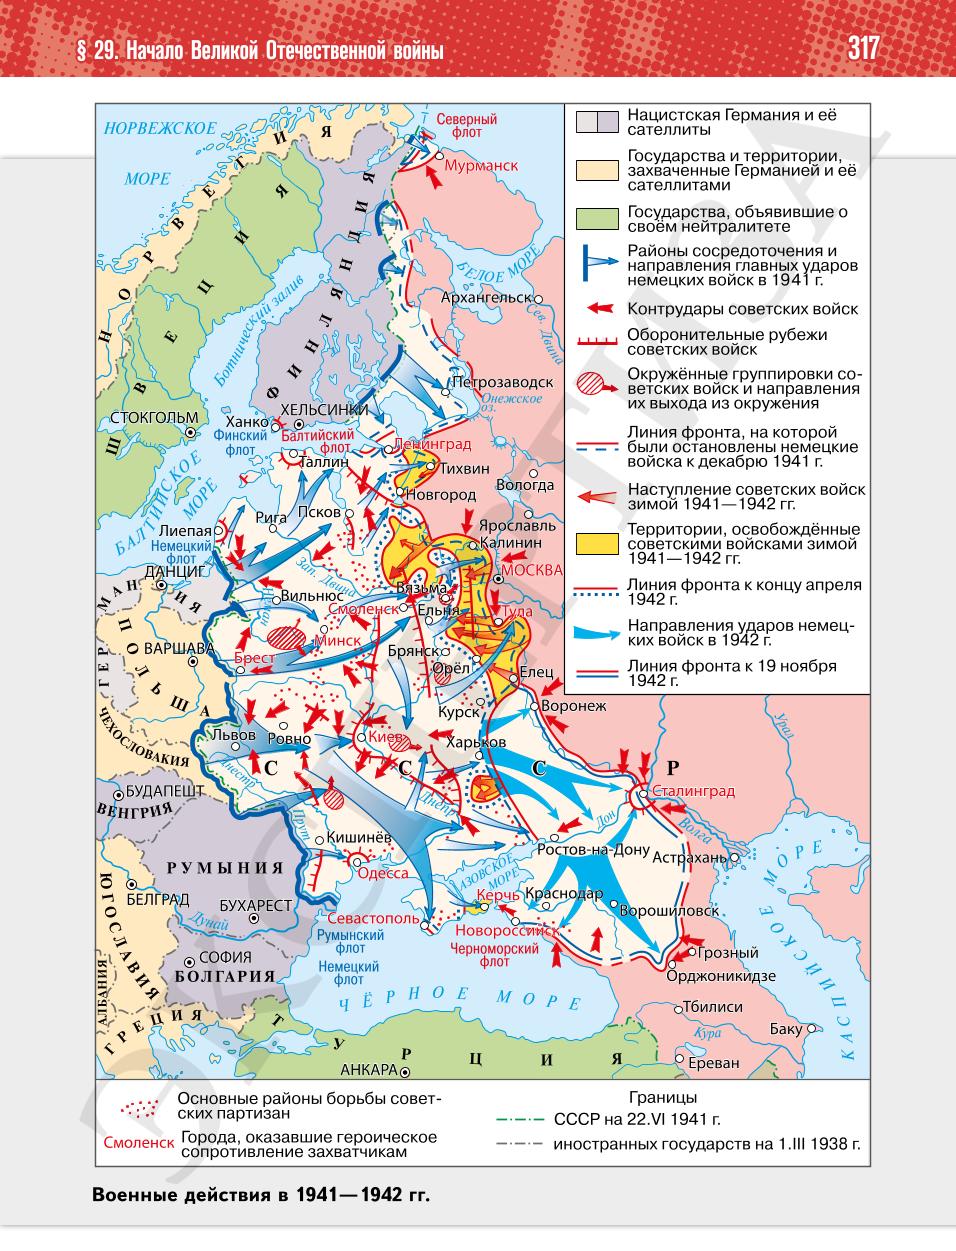 § 29. Начало Великой Отечественной войны
317
НОРВЕЖСКОЕ
МОРЕ
НОРВЕГИЯ
ШВЕЦИЯ
ФИНЛЯНДИЯ
Северный
флот
Мурманск
БЕЛОЕ МОРЕ
Архангельск
Сев. Двина
Ботнический залив
Петрозаводск
Онежское
оз.
СТОКГОЛЬМ
ХЕЛЬСИНКИ
Ханко
Финский
флот
Балтийский
флот
Ленинград
Таллин
Тихвин
Вологда
Новгород
БАЛТИЙСКОЕ
МОРЕ
Рига
Псков
Ярославль
Лиепая
Калинин
Немецкий
флот
МОСКВА
ДАНЦИГ
Зап. Двина
Вязьма
Вильнюс
Смоленск
Ельня
Тула
ГЕРМАНИЯ
ПОЛЬША
ВАРШАВА
Минск
Брест
Брянск
Орёл
Елец
Курск
Воронеж
ЧЕХОСЛОВАКИЯ
Львов
Ровно
Киев
Харьков
СССР
Урал
Днестр
Днепр
Сталинград
БУДАПЕШТ
ВЕНГРИЯ
Прут
Кишинёв
Дон
Волга
Ростов-на-Дону
Астрахань
РУМЫНИЯ
Одесса
АЗОВСКОЕ
МОРЕ
Керчь
Краснодар
Ворошиловск
БЕЛГРАД
БУХАРЕСТ
Дунай
Севастополь
Новороссийск
Румынский
флот
Немецкий
флот
Черноморский
флот
Грозный
Орджоникидзе
ЮГОСЛАВИЯ
СОФИЯ
БОЛГАРИЯ
АЛБАНИЯ
ГРЕЦИЯ
ЧЁРНОЕ МОРЕ
КАСПИЙСКОЕ МОРЕ
Тбилиси
Кура
Баку
Ереван
ТУРЦИЯ
АНКАРА
Нацистская Германия и её
сателлиты
Государства и территории,
захваченные Германией и её
сателлитами
Государства, объявившие о
своём нейтралитете
Районы сосредоточения и
направления главных ударов
немецких войск в 1941 г.
Контрудары советских войск
Оборонительные рубежи
советских войск
Окружённые группировки со-
ветских войск и направления
их выхода из окружения
Линия фронта, на которой
были остановлены немецкие
войска к декабрю 1941 г.
Наступление советских войск
зимой 1941—1942 гг.
Территории, освобождённые
советскими войсками зимой
1941—1942 гг.
Линия фронта к концу апреля
1942 г.
Направления ударов немец-
ких войск в 1942 г.
Линия фронта к 19 ноября
1942 г.
Основные районы борьбы совет-
ских партизан
Смоленск Города, оказавшие героическое
сопротивление захватчикам
Границы
СССР на 22.VI 1941 г.
иностранных государств на 1.III 1938 г.
Военные действия в 1941—1942 гг.
ЭКСПЕРТИЗА